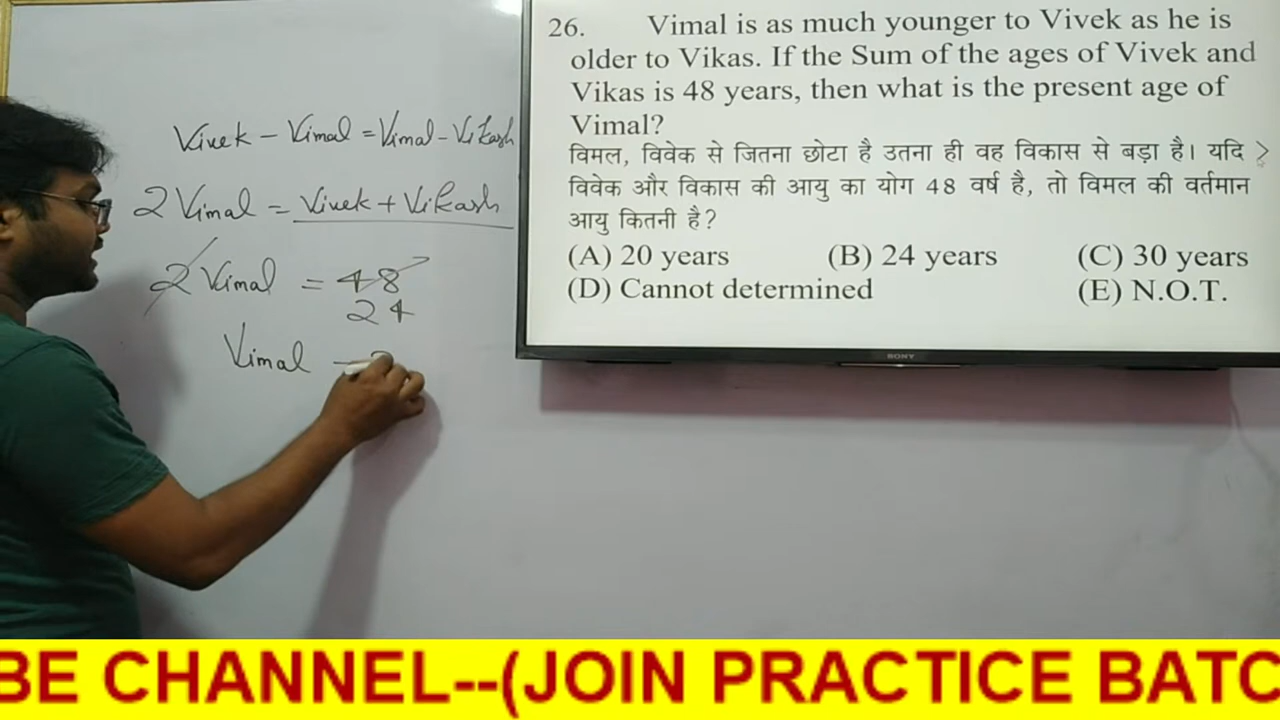 Vivek - Vimal = Vimal - Vikash
2 Vimal = Vivek + Vikash
2 Vimal = 48
24
Vimal =
26. Vimal is as much younger to Vivek as he is
older to Vikas. If the Sum of the ages of Vivek and
Vikas is 48 years, then what is the present age of
Vimal?
विमल, विवेक से जितना छोटा है उतना ही वह विकास से बड़ा है। यदि
विवेक और विकास की आयु का योग 48 वर्ष है, तो विमल की वर्तमान
आयु कितनी है?
(A) 20 years (B) 24 years (C) 30 years
(D) Cannot determined (E) N.O.T.
SONY
BE CHANNEL--(JOIN PRACTICE BATC